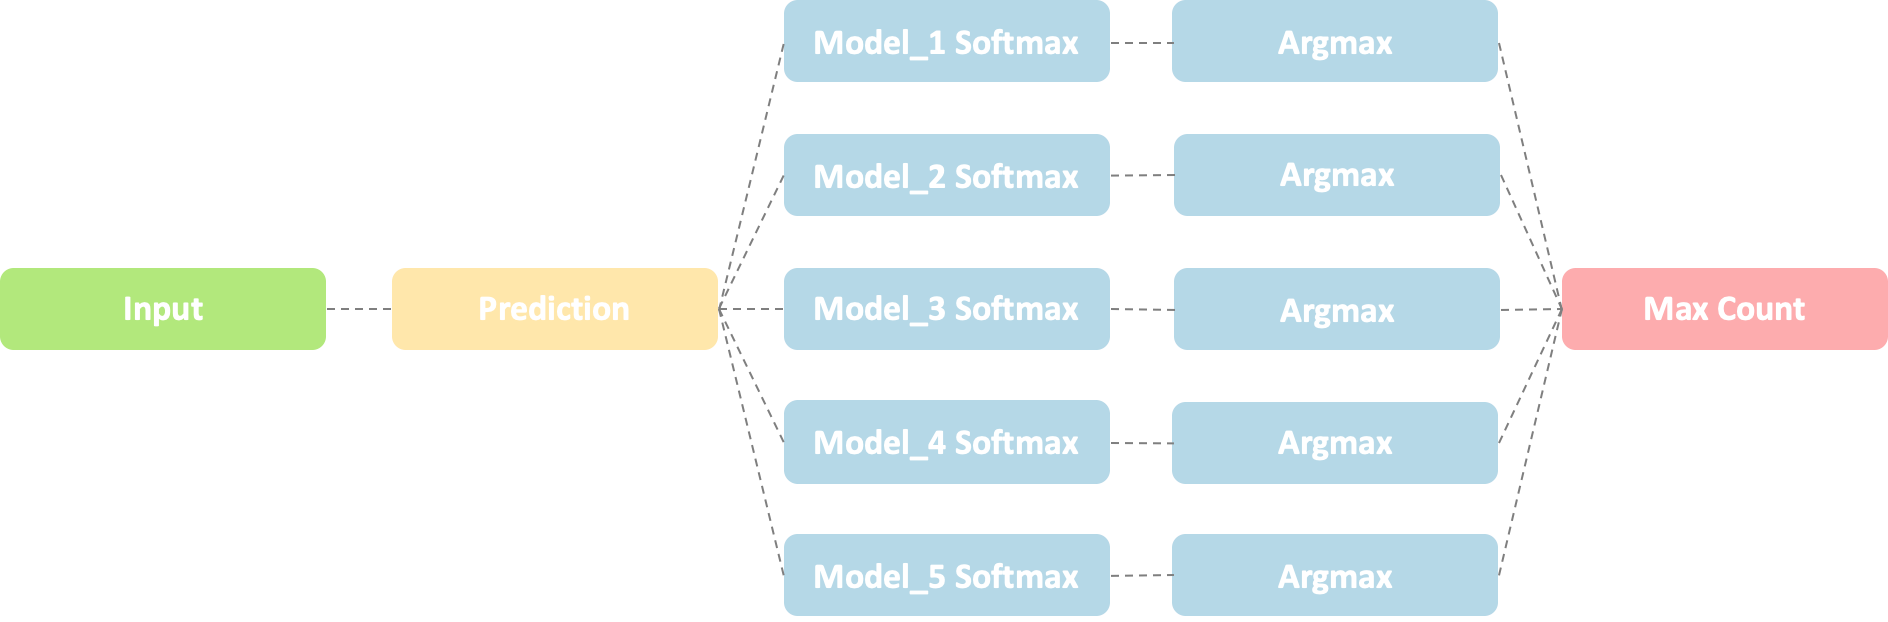 Model_1 Softmax
Argmax
Model_2 Softmax
Argmax
Input
Prediction
Model_3 Softmax
Argmax
Max Count
Model_4 Softmax
Argmax
Model_5 Softmax
Argmax